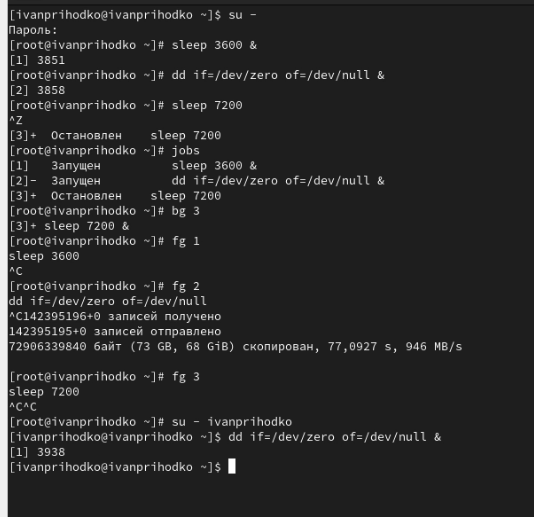 [ivanprihodko@ivanprihodko ~]$ su -
Пароль:
[root@ivanprihodko ~]# sleep 3600 &
[1] 3851
[root@ivanprihodko ~]# dd if=/dev/zero of=/dev/null &
[2] 3858
[root@ivanprihodko ~]# sleep 7200
^Z
[3]+  Остановлен    sleep 7200
[root@ivanprihodko ~]# jobs
[1]   Запущен          sleep 3600 &
[2]-  Запущен          dd if=/dev/zero of=/dev/null &
[3]+  Остановлен    sleep 7200
[root@ivanprihodko ~]# bg 3
[3]+ sleep 7200 &
[root@ivanprihodko ~]# fg 1
sleep 3600
^C
[root@ivanprihodko ~]# fg 2
dd if=/dev/zero of=/dev/null
^C142395196+0 записей получено
142395195+0 записей отправлено
72906339840 байт (73 GB, 68 GiB) скопирован, 77,0927 s, 946 MB/s
[root@ivanprihodko ~]# fg 3
sleep 7200
^C^C
[root@ivanprihodko ~]# su - ivanprihodko
[ivanprihodko@ivanprihodko ~]$ dd if=/dev/zero of=/dev/null &
[1] 3938
[ivanprihodko@ivanprihodko ~]$